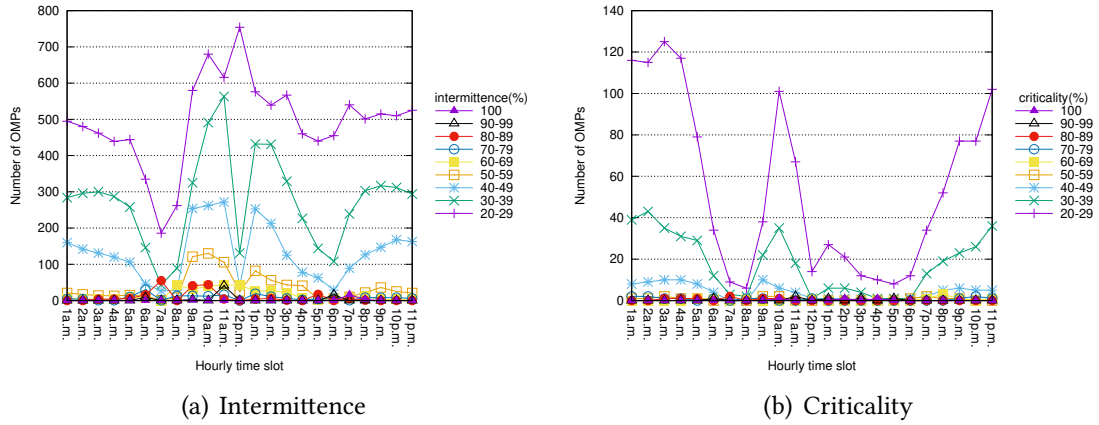 800
700
600
500
400
300
200
100
0
Number of OMPs
1a.m.
2a.m.
3a.m.
4a.m.
5a.m.
6a.m.
7a.m.
8a.m.
9a.m.
10a.m.
11a.m.
12p.m.
1p.m.
2p.m.
3p.m.
4p.m.
5p.m.
6p.m.
7p.m.
8p.m.
9p.m.
10p.m.
11p.m.
Hourly time slot
intermittence(%)
100
90-99
80-89
70-79
60-69
50-59
40-49
30-39
20-29
(a) Intermittence
140
120
100
80
60
40
20
0
Number of OMPs
1a.m.
2a.m.
3a.m.
4a.m.
5a.m.
6a.m.
7a.m.
8a.m.
9a.m.
10a.m.
11a.m.
12p.m.
1p.m.
2p.m.
3p.m.
4p.m.
5p.m.
6p.m.
7p.m.
8p.m.
9p.m.
10p.m.
11p.m.
Hourly time slot
criticality(%)
100
90-99
80-89
70-79
60-69
50-59
40-49
30-39
20-29
(b) Criticality